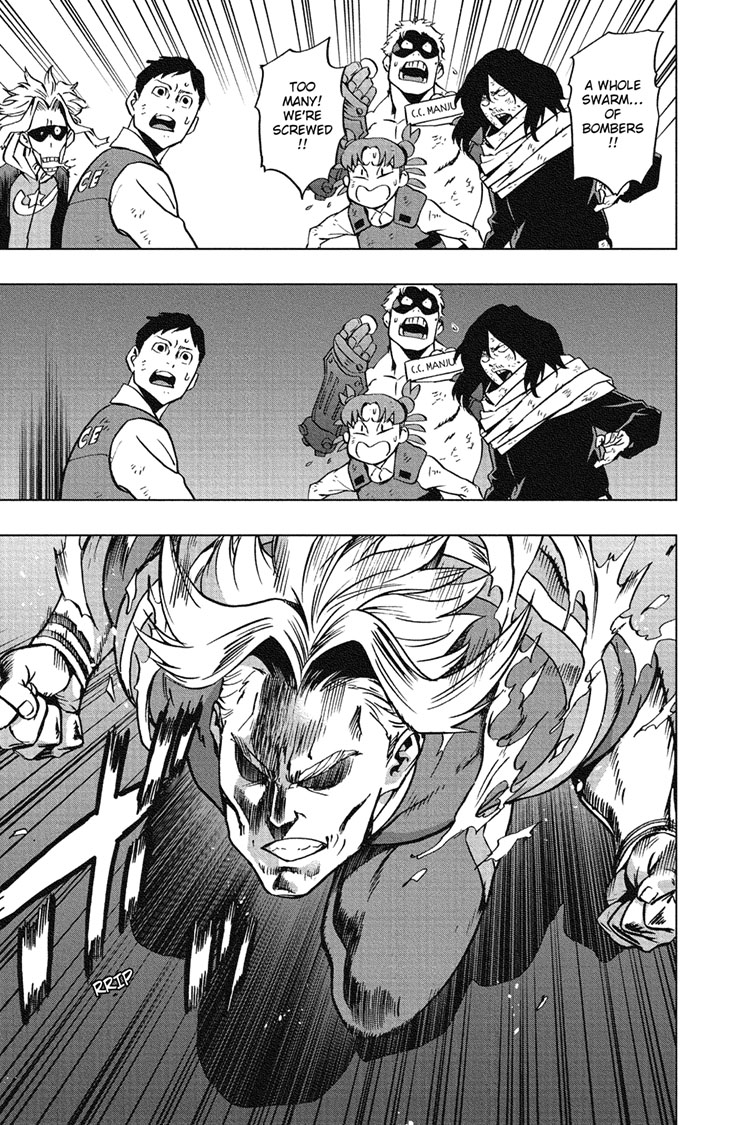 A WHOLE
SWARM...
OF
BOMBERS
!!
TOO
MANY!
WE'RE
SCREWED
!!
C.C. MANJU
CE
C.C. MANJU
CE
RRIP